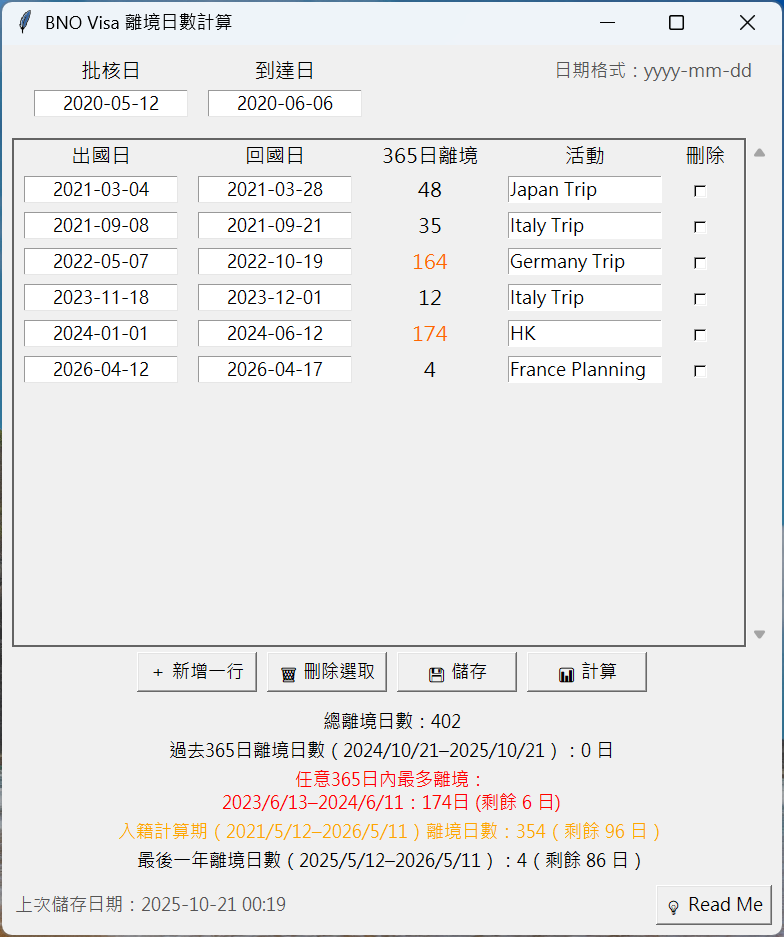 BNO Visa 離境日數計算
批核日 到達日 日期格式：yyyy-mm-dd
2020-05-12 2020-06-06
出國日 回國日 365日離境 活動 刪除
2021-03-04 2021-03-28 48 Japan Trip
2021-09-08 2021-09-21 35 Italy Trip
2022-05-07 2022-10-19 164 Germany Trip
2023-11-18 2023-12-01 12 Italy Trip
2024-01-01 2024-06-12 174 HK
2026-04-12 2026-04-17 4 France Planning
+ 新增一行 刪除選取 儲存 計算
總離境日數：402
過去365日離境日數（2024/10/21–2025/10/21）：0 日
任意365日內最多離境：
2023/6/13–2024/6/11：174日 (剩餘 6 日)
入籍計算期（2021/5/12–2026/5/11）離境日數：354（剩餘 96 日）
最後一年離境日數（2025/5/12–2026/5/11）：4（剩餘 86 日）
上次儲存日期：2025-10-21 00:19 Read Me